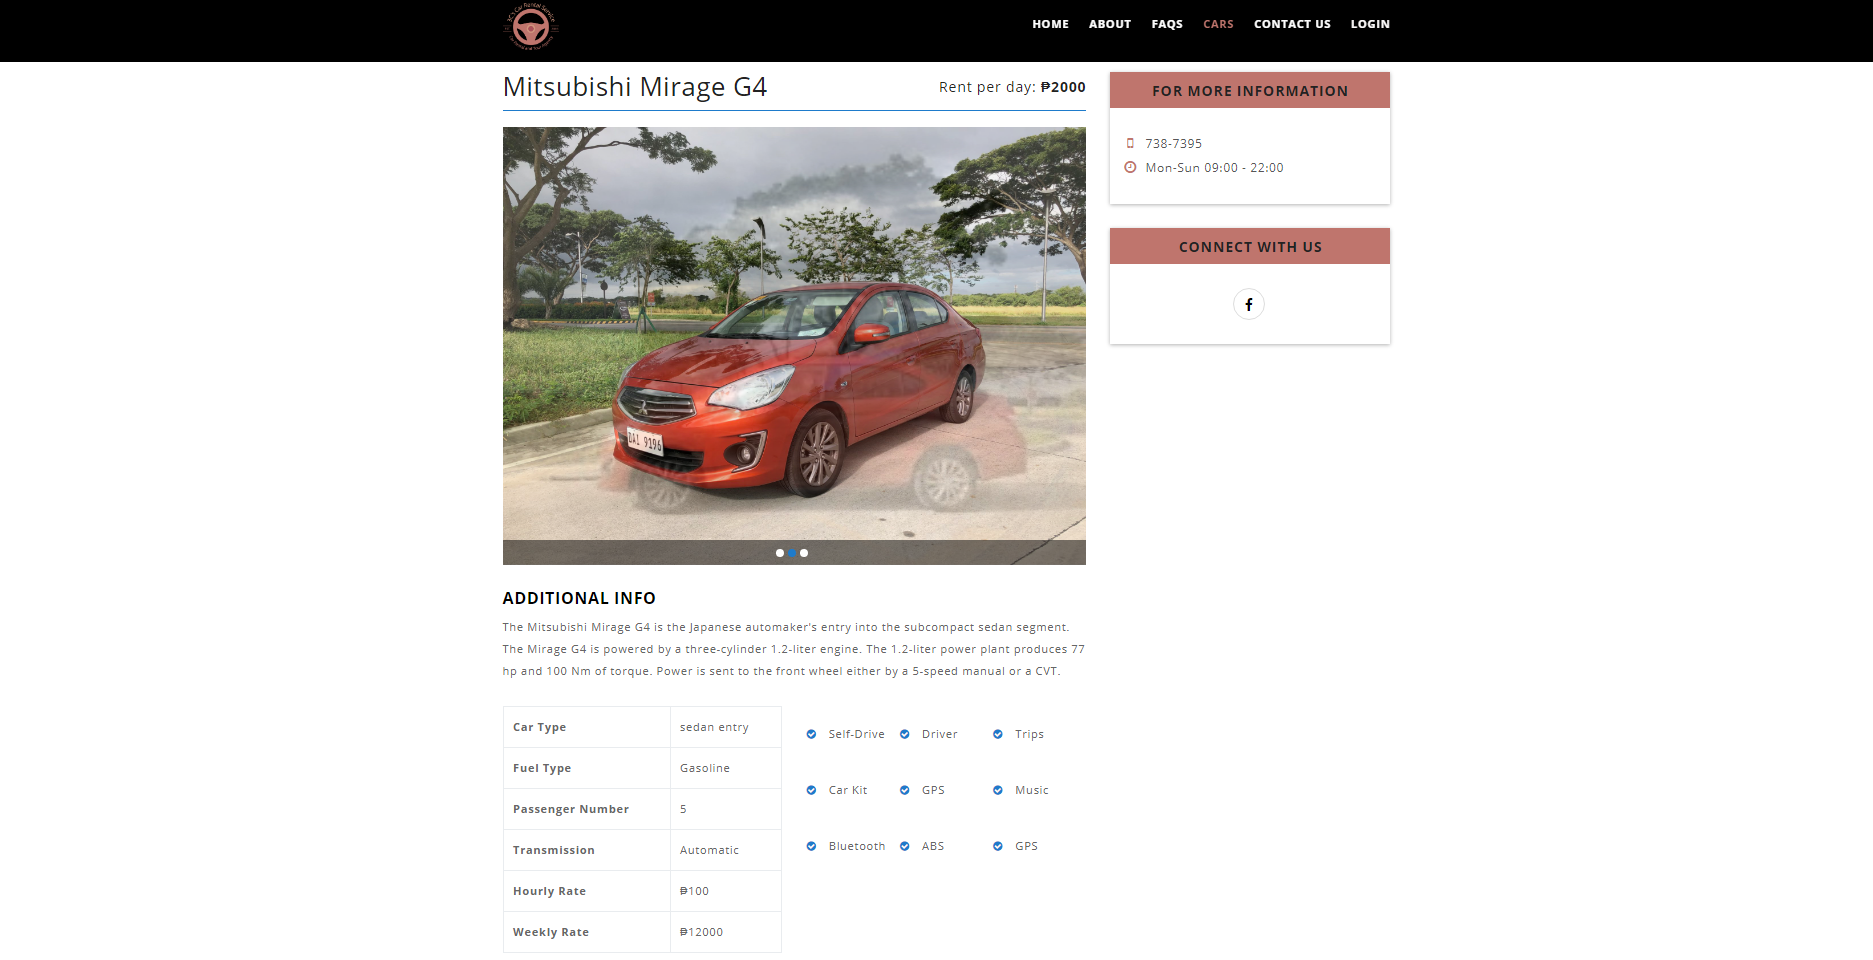 3G's Car Rental Service
HOME ABOUT FAQS CARS CONTACT US LOGIN
Mitsubishi Mirage G4
Rent per day: ₱2000
FOR MORE INFORMATION
738-7395
Mon-Sun 09:00 - 22:00
CONNECT WITH US
DAI 9196
ADDITIONAL INFO
The Mitsubishi Mirage G4 is the Japanese automaker's entry into the subcompact sedan segment.
The Mirage G4 is powered by a three-cylinder 1.2-liter engine. The 1.2-liter power plant produces 77
hp and 100 Nm of torque. Power is sent to the front wheel either by a 5-speed manual or a CVT.
Car Type sedan entry
Fuel Type Gasoline
Passenger Number 5
Transmission Automatic
Hourly Rate ₱100
Weekly Rate ₱12000
Self-Drive Driver Trips
Car Kit GPS Music
Bluetooth ABS GPS